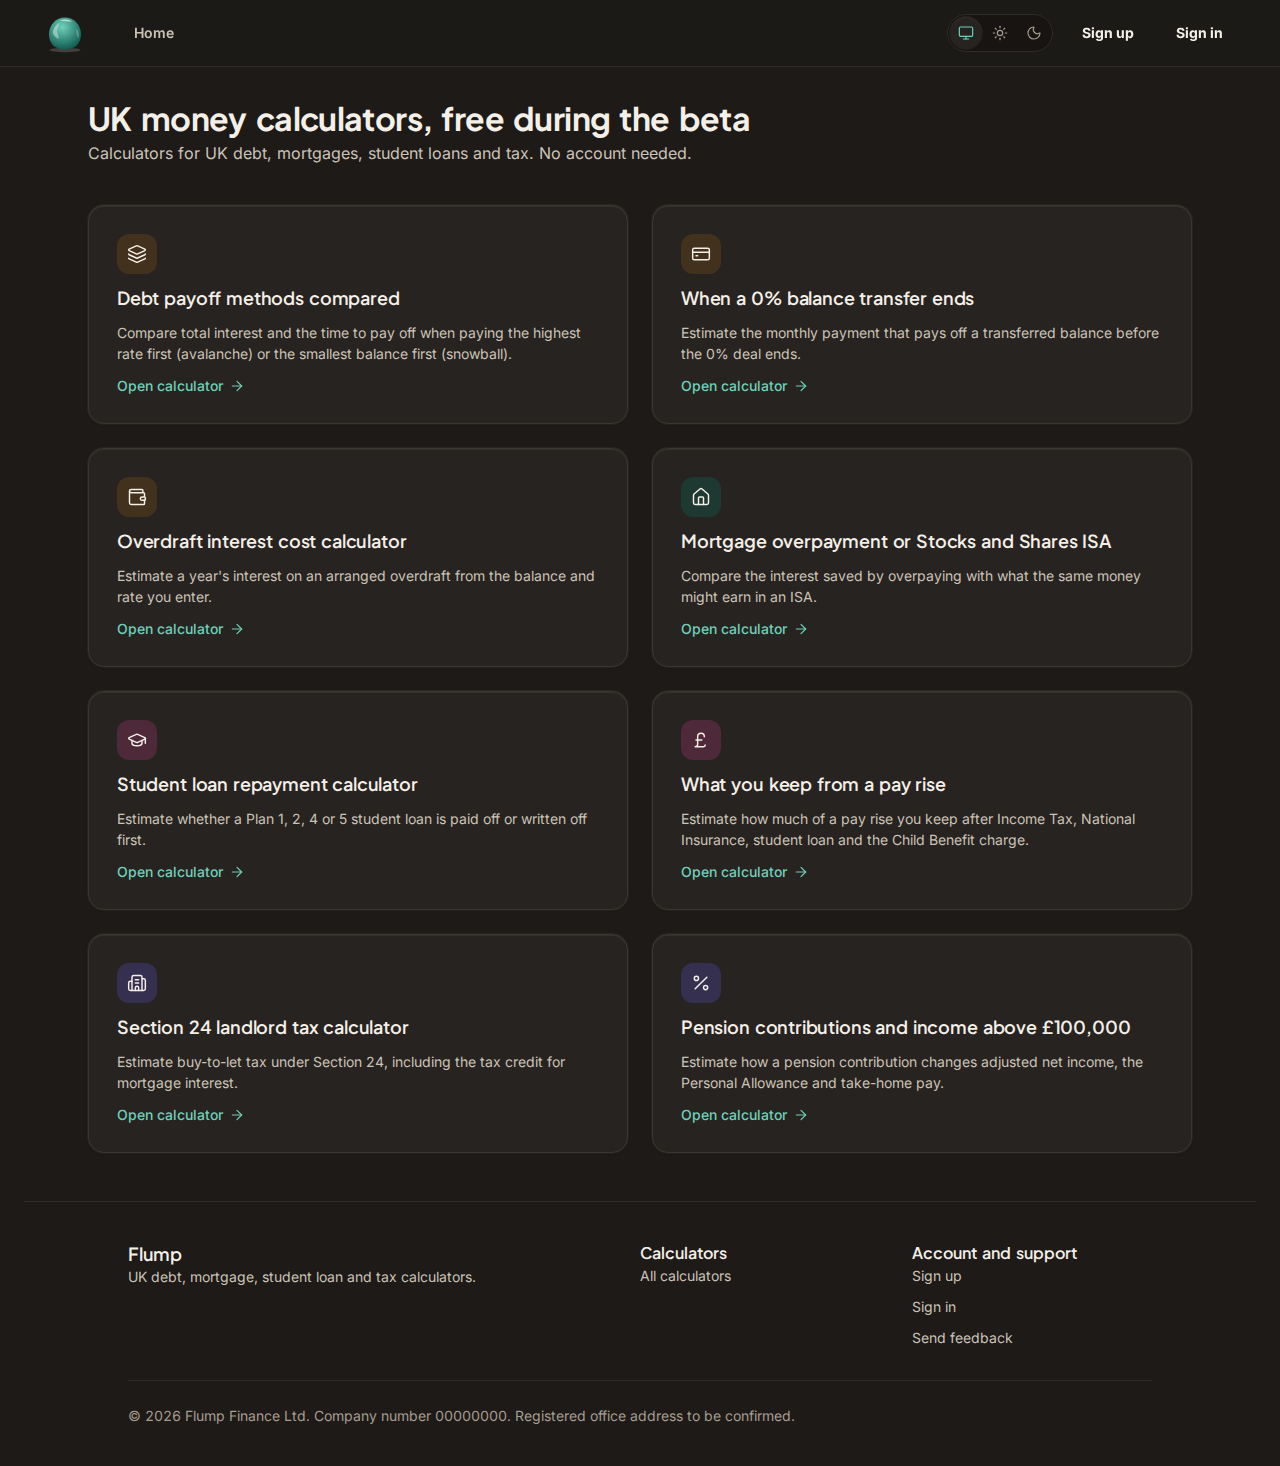 Home
Sign up
Sign in
UK money calculators, free during the beta
Calculators for UK debt, mortgages, student loans and tax. No account needed.
Debt payoff methods compared
Compare total interest and the time to pay off when paying the highest
rate first (avalanche) or the smallest balance first (snowball).
Open calculator
When a 0% balance transfer ends
Estimate the monthly payment that pays off a transferred balance before
the 0% deal ends.
Open calculator
Overdraft interest cost calculator
Estimate a year's interest on an arranged overdraft from the balance and
rate you enter.
Open calculator
Mortgage overpayment or Stocks and Shares ISA
Compare the interest saved by overpaying with what the same money
might earn in an ISA.
Open calculator
Student loan repayment calculator
Estimate whether a Plan 1, 2, 4 or 5 student loan is paid off or written off
first.
Open calculator
What you keep from a pay rise
Estimate how much of a pay rise you keep after Income Tax, National
Insurance, student loan and the Child Benefit charge.
Open calculator
Section 24 landlord tax calculator
Estimate buy-to-let tax under Section 24, including the tax credit for
mortgage interest.
Open calculator
Pension contributions and income above £100,000
Estimate how a pension contribution changes adjusted net income, the
Personal Allowance and take-home pay.
Open calculator
Flump
UK debt, mortgage, student loan and tax calculators.
Calculators
All calculators
Account and support
Sign up
Sign in
Send feedback
© 2026 Flump Finance Ltd. Company number 00000000. Registered office address to be confirmed.